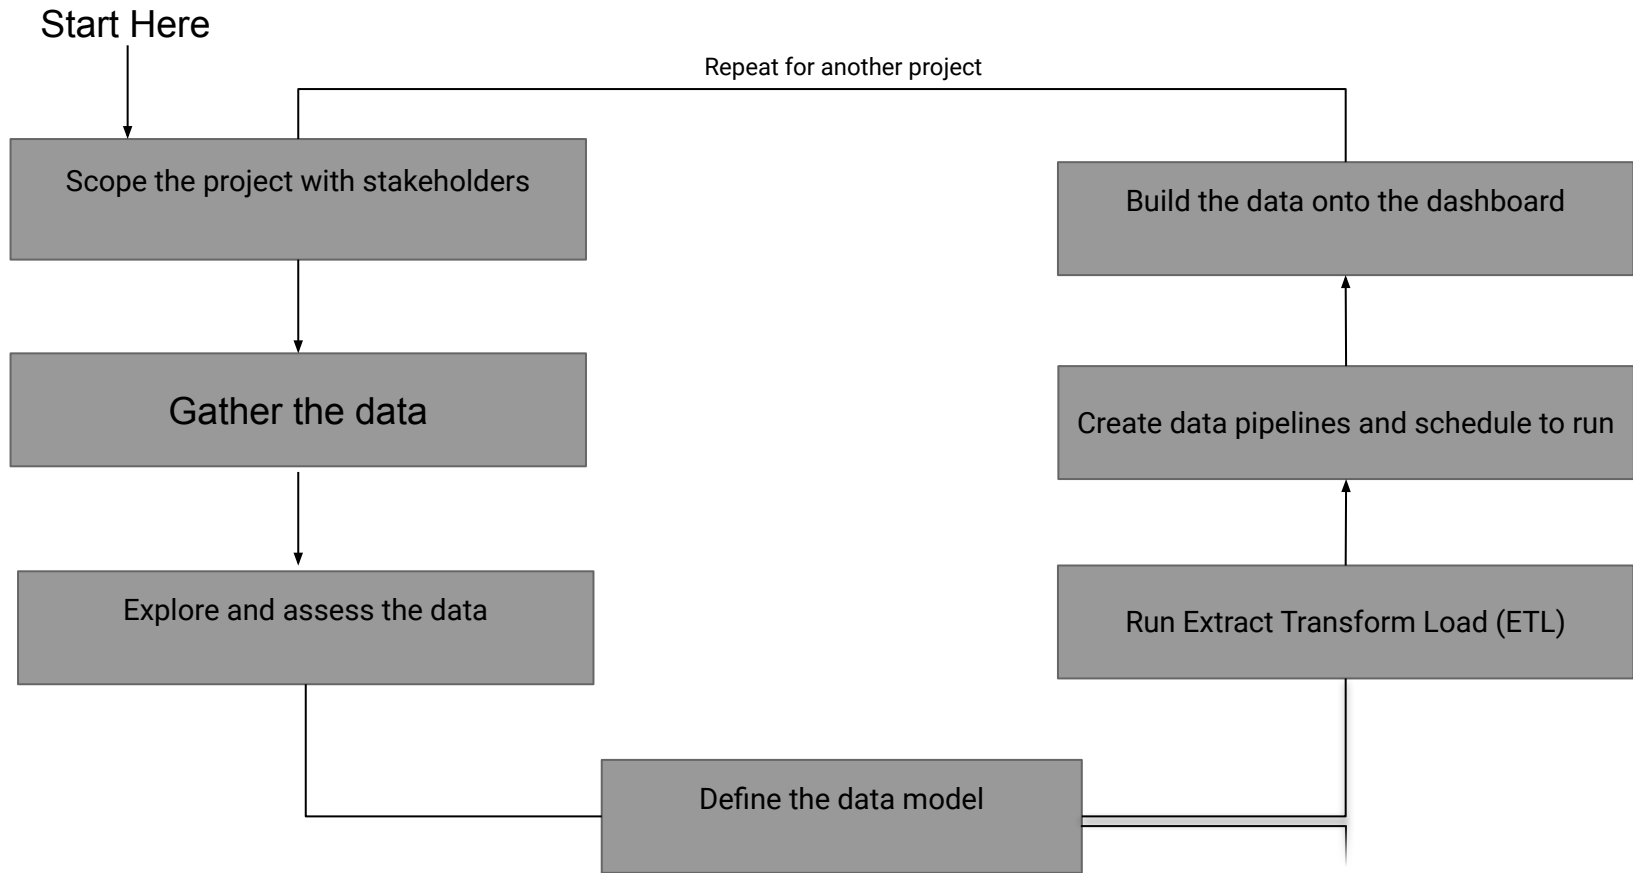 Start Here
Repeat for another project
Scope the project with stakeholders
Gather the data
Explore and assess the data
Define the data model
Run Extract Transform Load (ETL)
Create data pipelines and schedule to run
Build the data onto the dashboard